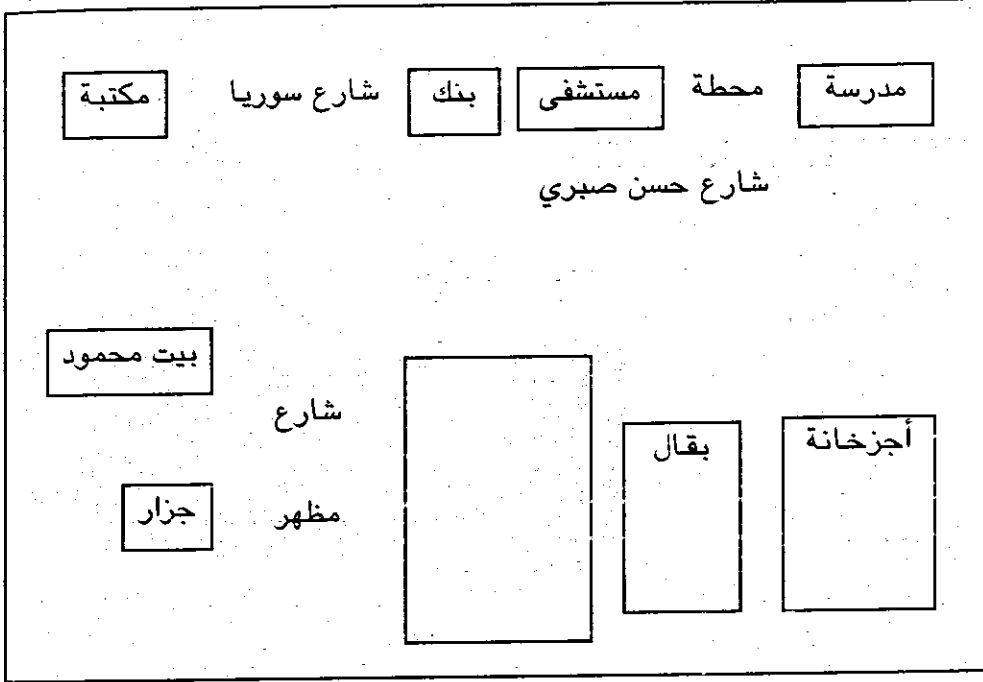 مدرسة محطة مستشفى بنك شارع سوريا مكتبة
شارع حسن صبري
بيت محمود
شارع
أجزخانة بقال
مظهر جزار